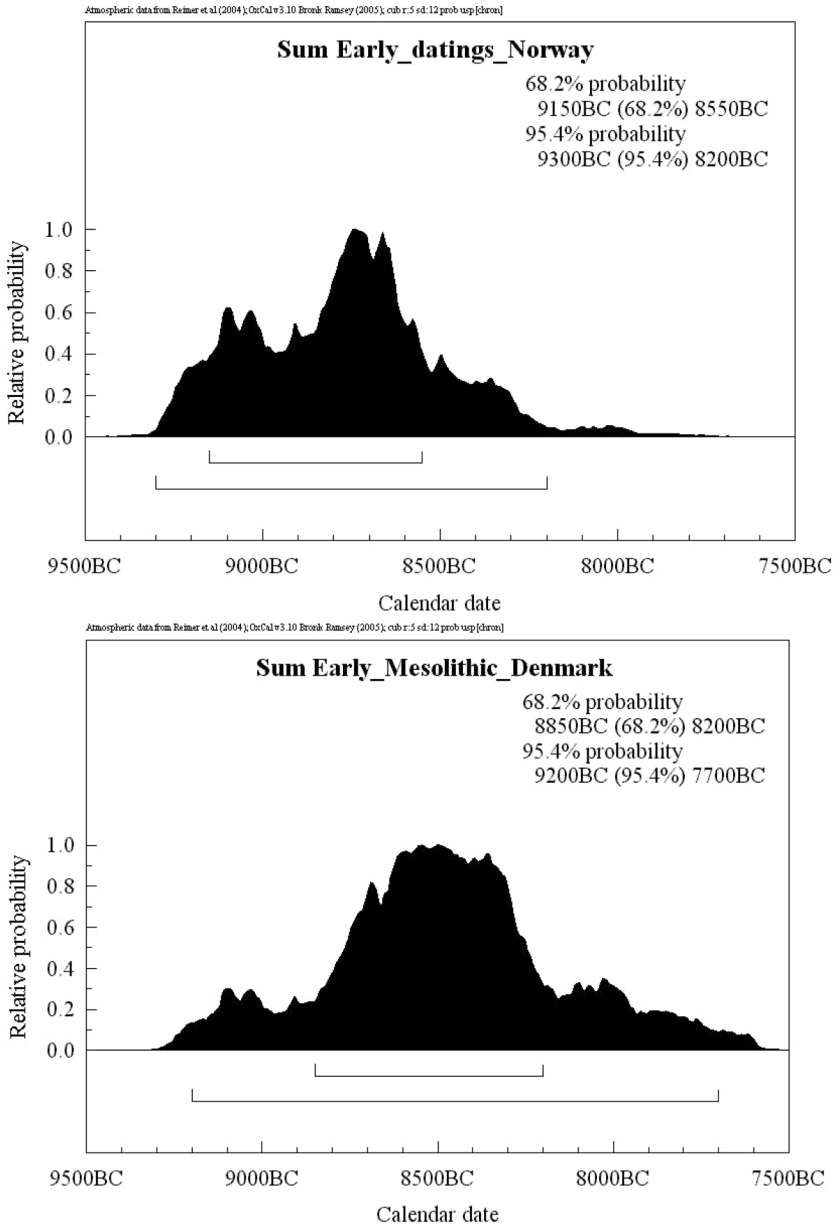 Atmospheric data from Reimer et al (2004);OxCal v3.10 Bronk Ramsey (2005); cub r:5 sd:12 prob usp[chron]
Sum Early_datings_Norway
68.2% probability
9150BC (68.2%) 8550BC
95.4% probability
9300BC (95.4%) 8200BC
Relative probability
1.0
0.8
0.6
0.4
0.2
0.0
9500BC 9000BC 8500BC 8000BC 7500BC
Calendar date
Atmospheric data from Reimer et al (2004);OxCal v3.10 Bronk Ramsey (2005); cub r:5 sd:12 prob usp[chron]
Sum Early_Mesolithic_Denmark
68.2% probability
8850BC (68.2%) 8200BC
95.4% probability
9200BC (95.4%) 7700BC
Relative probability
1.0
0.8
0.6
0.4
0.2
0.0
9500BC 9000BC 8500BC 8000BC 7500BC
Calendar date